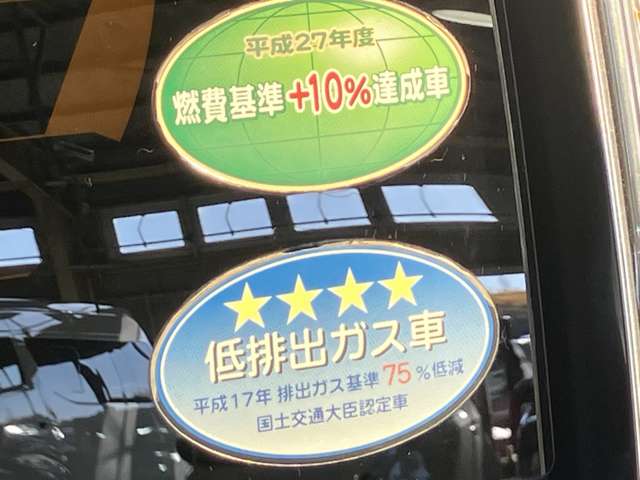 平成27年度
燃費基準+10%達成車
低排出ガス車
平成17年 排出ガス基準 75 %低減
国土交通大臣認定車